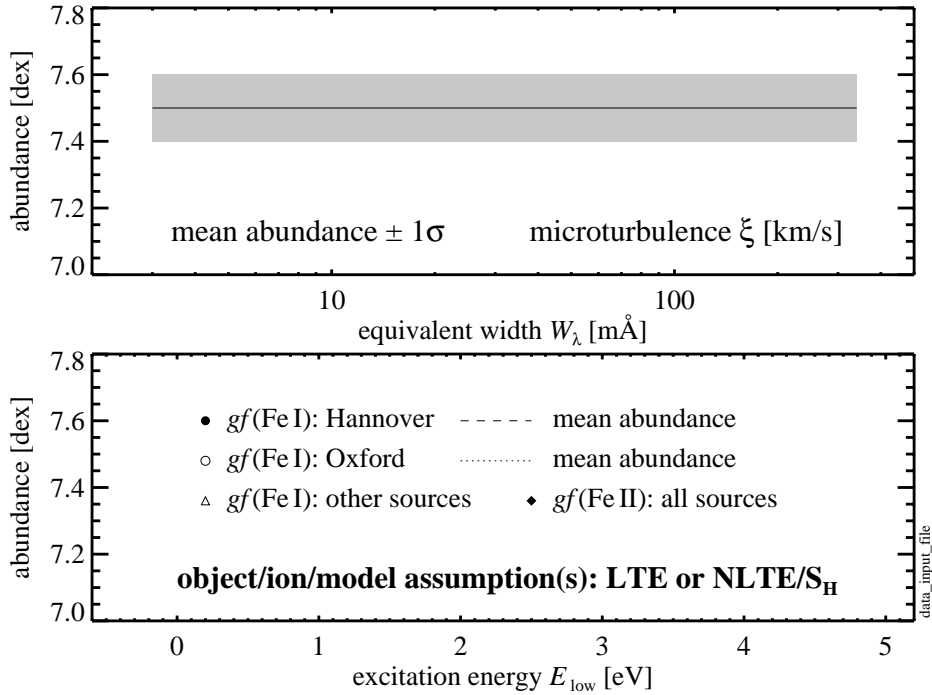 7.8
7.6
7.4
7.2
7.0
abundance [dex]
mean abundance ± 1σ microturbulence ξ [km/s]
10 100
equivalent width W_λ [mÅ]
7.8
7.6
7.4
7.2
7.0
abundance [dex]
gf(Fe I): Hannover mean abundance
gf(Fe I): Oxford mean abundance
gf(Fe I): other sources gf(Fe II): all sources
object/ion/model assumption(s): LTE or NLTE/S_H
0 1 2 3 4 5
excitation energy E_low [eV]
data_input_file